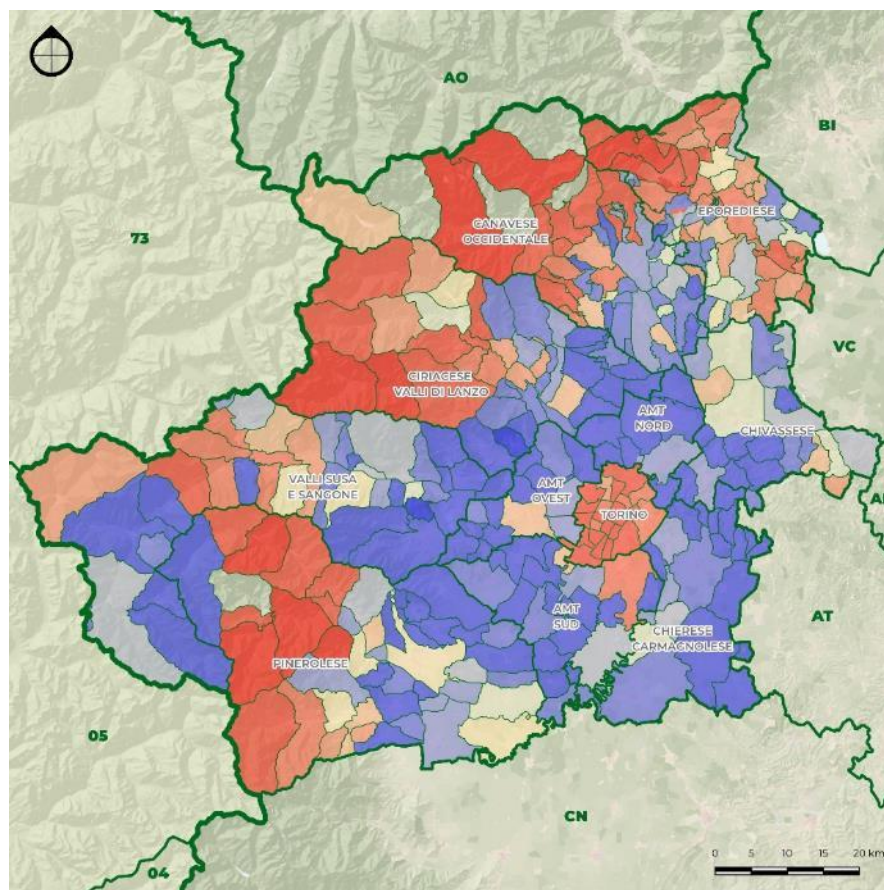 AO
BI
73
EPOREDIESE
CANAVESE
OCCIDENTALE
VC
CIRIACESE
VALLI DI LANZO
AMT
NORD
CHIVASSESE
VALLI SUSA
E SANGONE
AMT
OVEST
TORINO
AT
AMT
SUD
CHIERESE
CARMAGNOLESE
PINEROLESE
05
CN
04
0 5 10 15 20 km